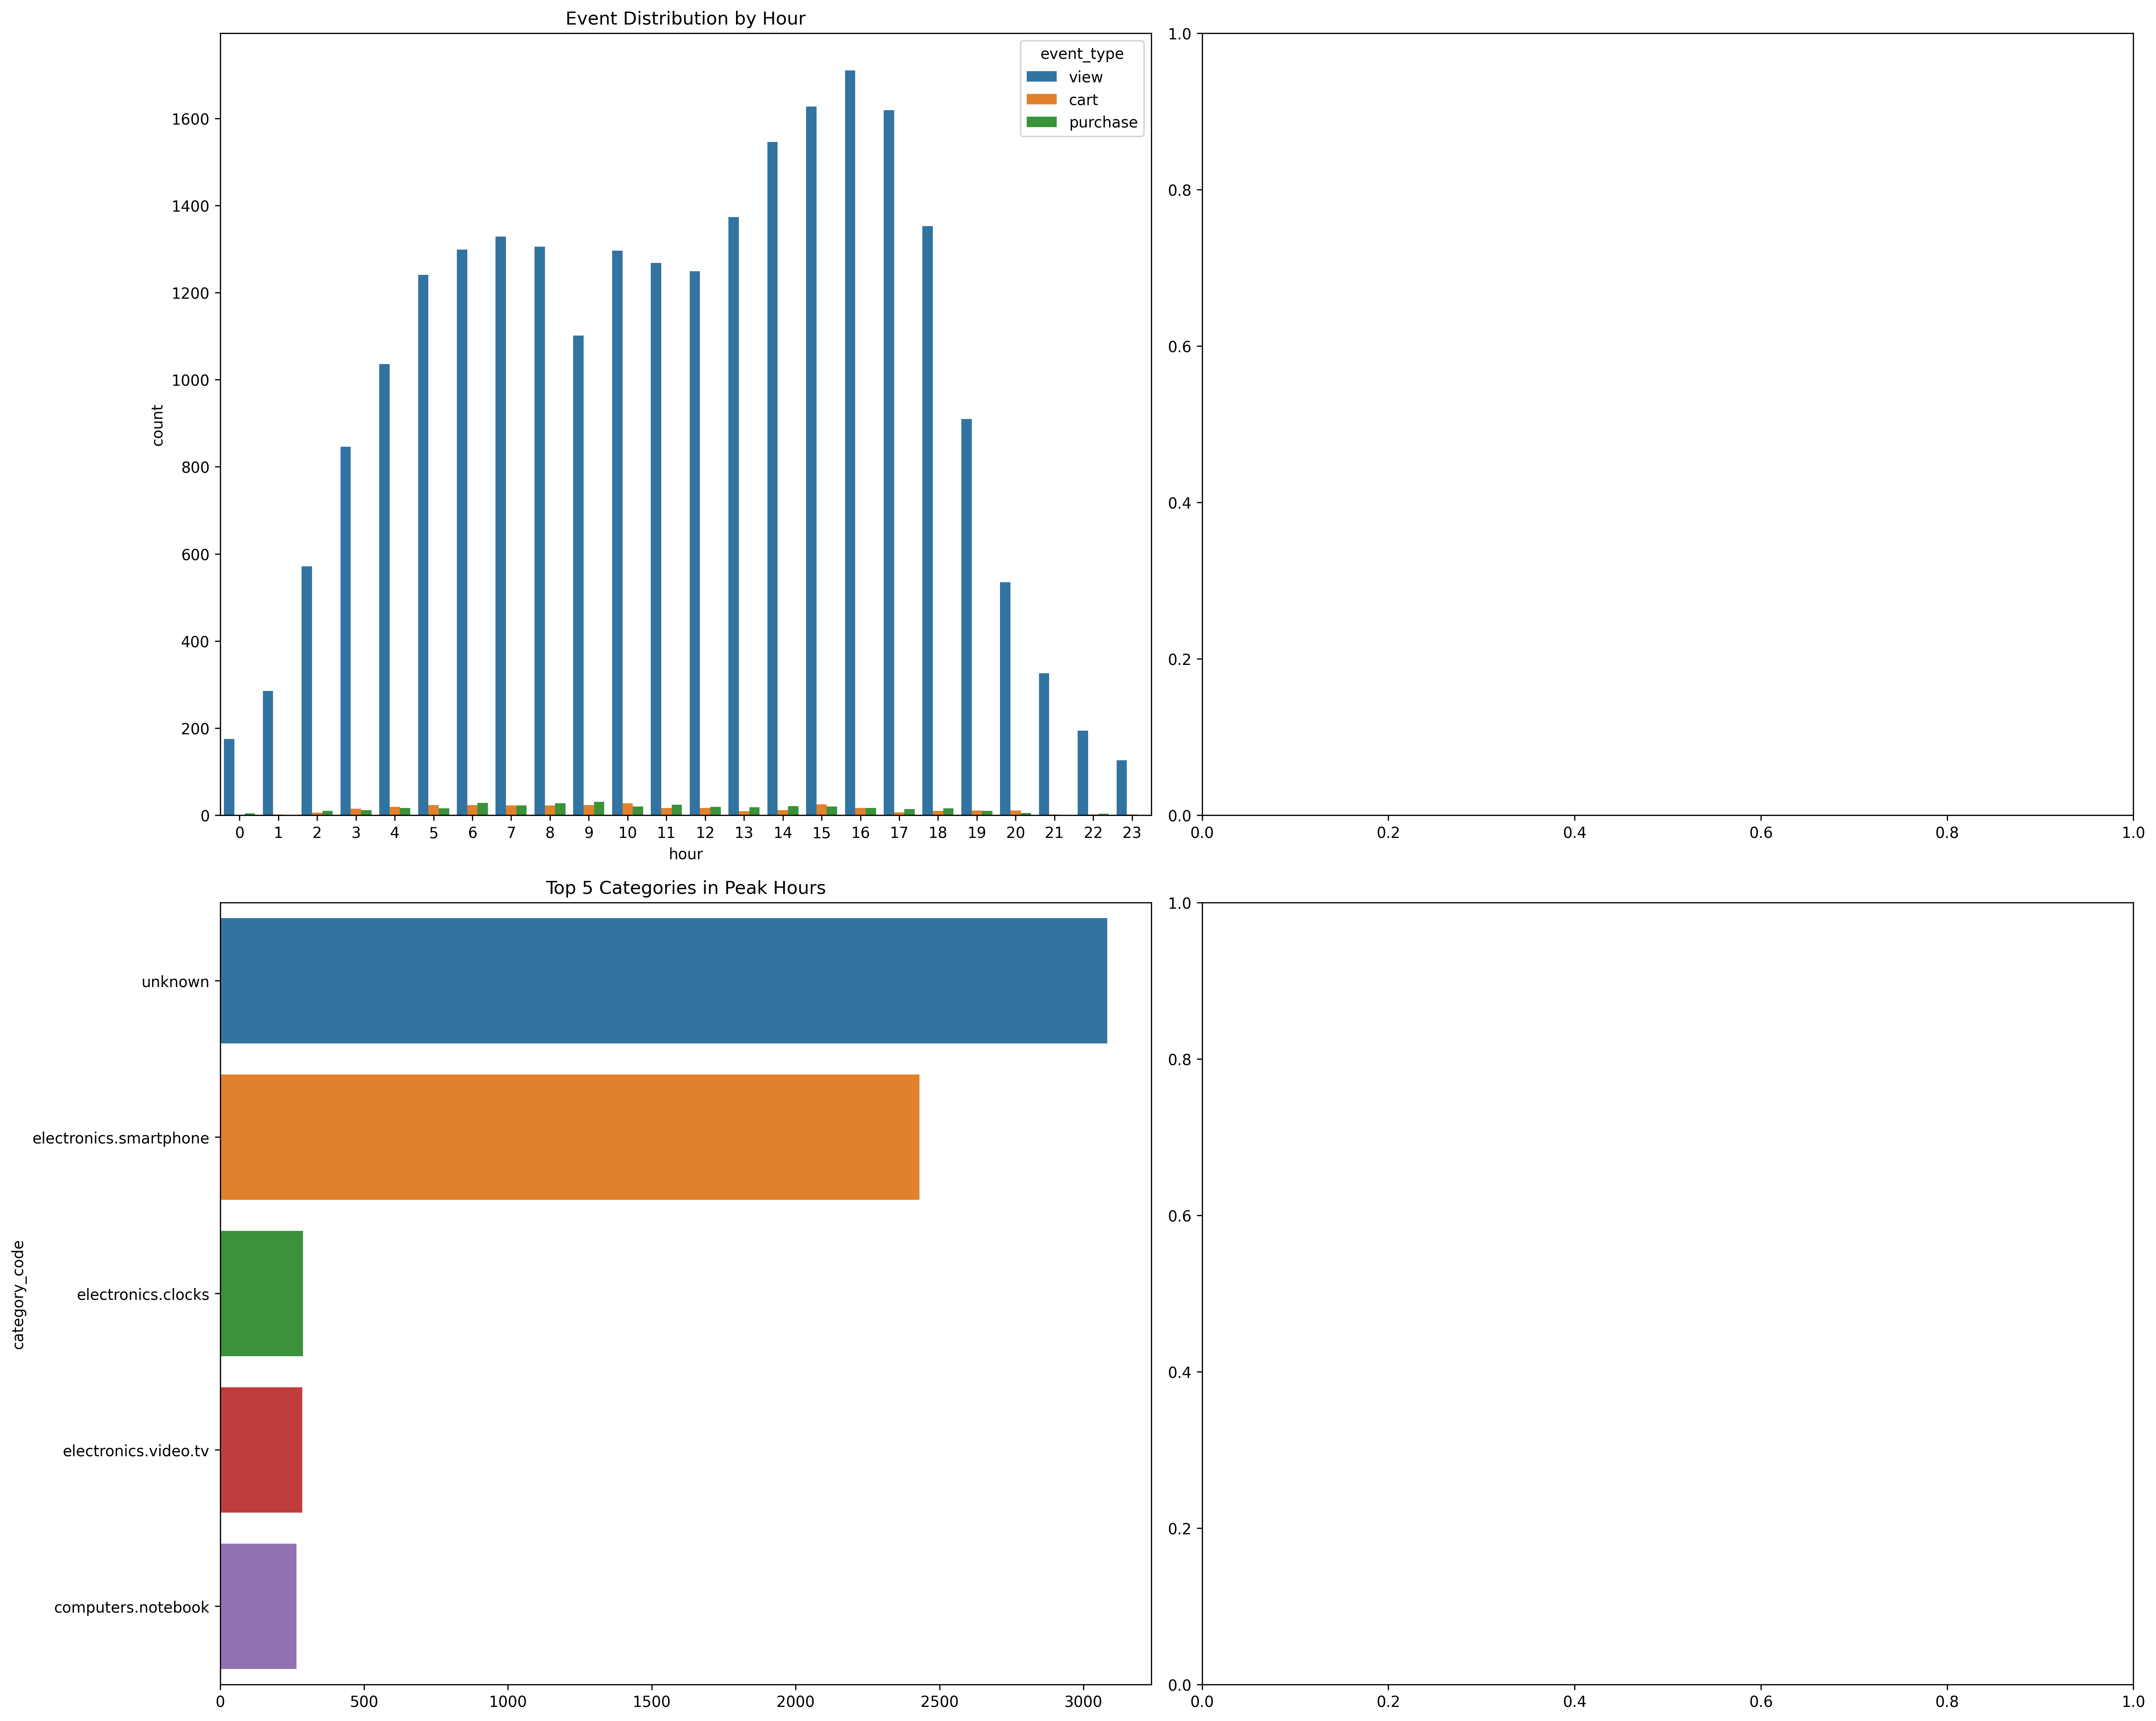 Event Distribution by Hour
event_type
view
cart
purchase
1600
1400
1200
1000
800
600
400
200
0
count
0 1 2 3 4 5 6 7 8 9 10 11 12 13 14 15 16 17 18 19 20 21 22 23
hour
1.0
0.8
0.6
0.4
0.2
0.0
0.0 0.2 0.4 0.6 0.8 1.0
Top 5 Categories in Peak Hours
category_code
unknown
electronics.smartphone
electronics.clocks
electronics.video.tv
computers.notebook
0 500 1000 1500 2000 2500 3000
1.0
0.8
0.6
0.4
0.2
0.0
0.0 0.2 0.4 0.6 0.8 1.0